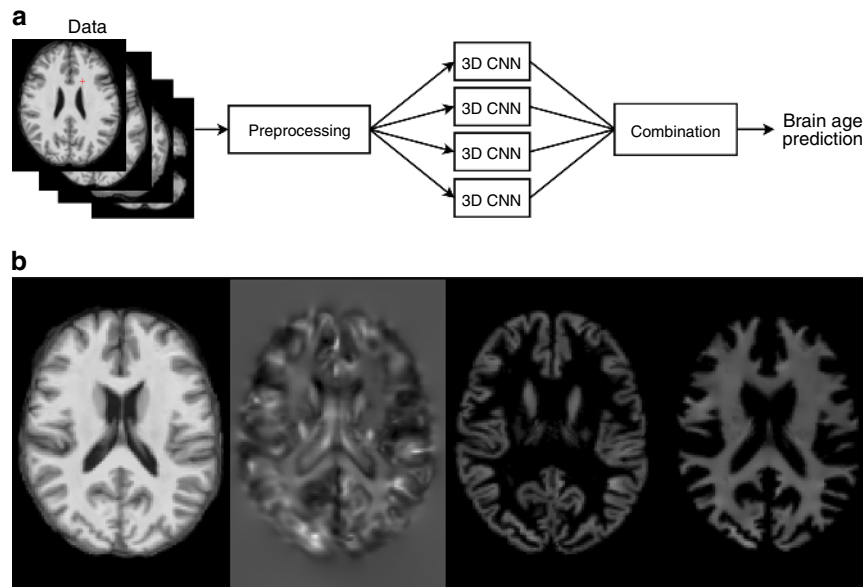 a
Data
Preprocessing
3D CNN
3D CNN
3D CNN
3D CNN
Combination
Brain age
prediction
b